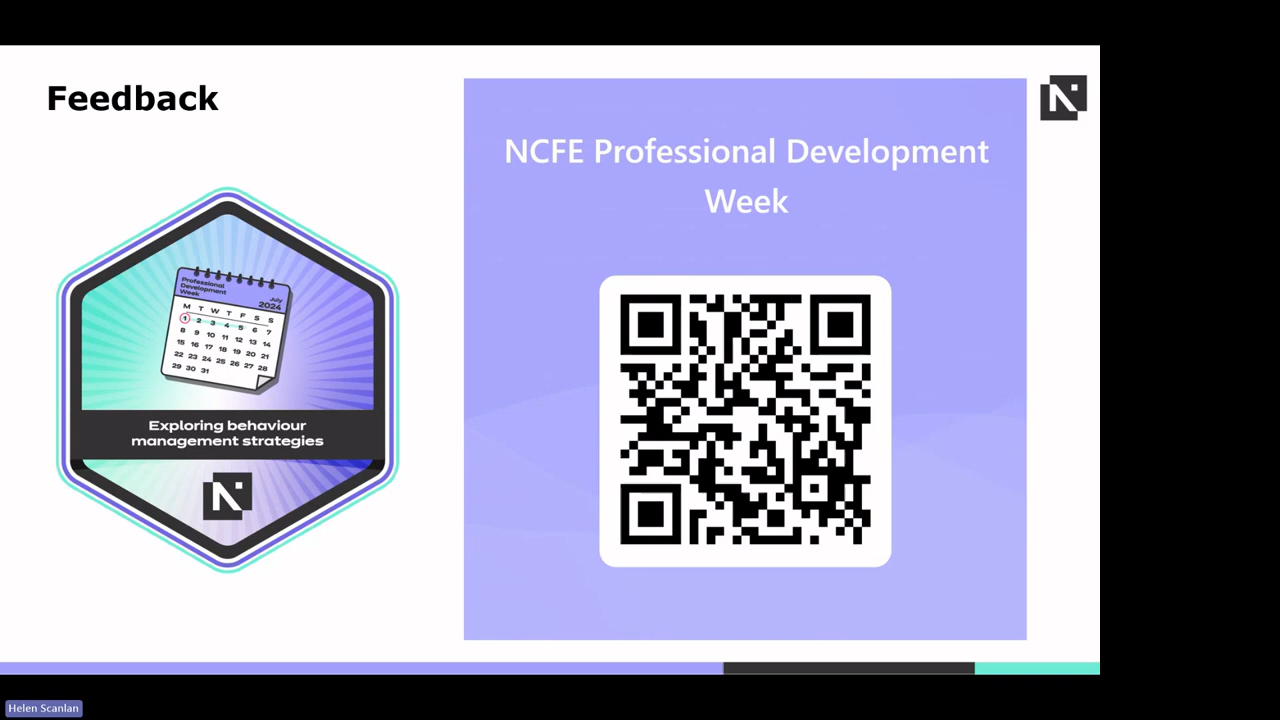 Feedback
NCFE Professional Development
Week
Professional
Development
Week
July
2024
M T W T F S S
1 2 3 4 5 6 7
8 9 10 11 12 13 14
15 16 17 18 19 20 21
22 23 24 25 26 27 28
29 30 31
Exploring behaviour
management strategies
N
N
Helen Scanlan